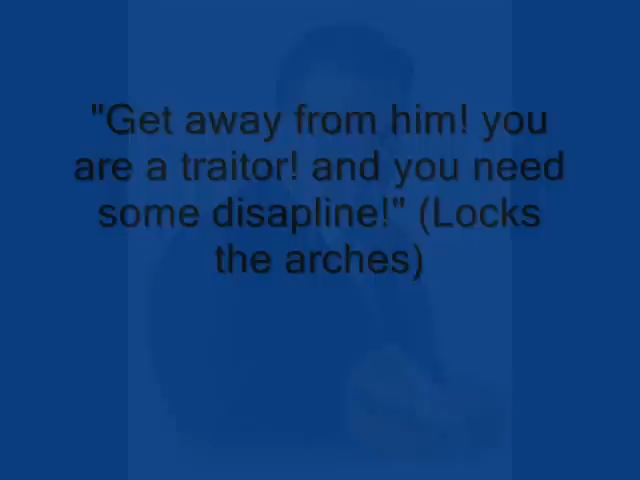 "Get away from him! you
are a traitor! and you need
some disapline!" (Locks
the arches)